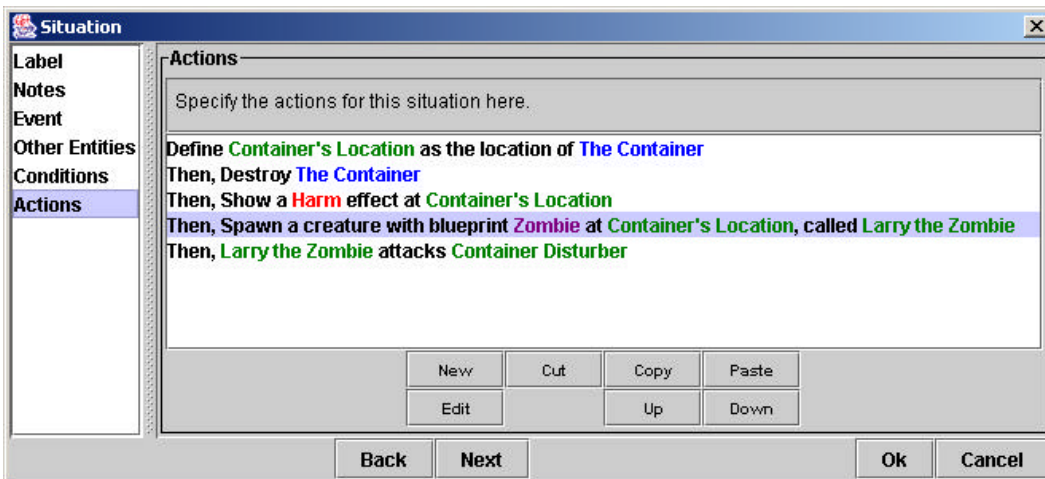 Situation
Label
Notes
Event
Other Entities
Conditions
Actions
Actions
Specify the actions for this situation here.
Define Container's Location as the location of The Container
Then, Destroy The Container
Then, Show a Harm effect at Container's Location
Then, Spawn a creature with blueprint Zombie at Container's Location, called Larry the Zombie
Then, Larry the Zombie attacks Container Disturber
New Cut Copy Paste
Edit Up Down
Back Next Ok Cancel